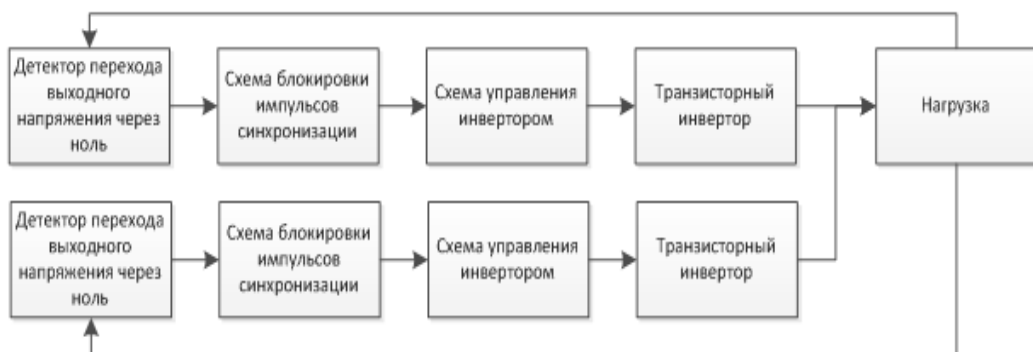 Детектор перехода
выходного
напряжения через
ноль
Схема блокировки
импульсов
синхронизации
Схема управления
инвертором
Транзисторный
инвертор
Нагрузка
Детектор перехода
выходного
напряжения через
ноль
Схема блокировки
импульсов
синхронизации
Схема управления
инвертором
Транзисторный
инвертор